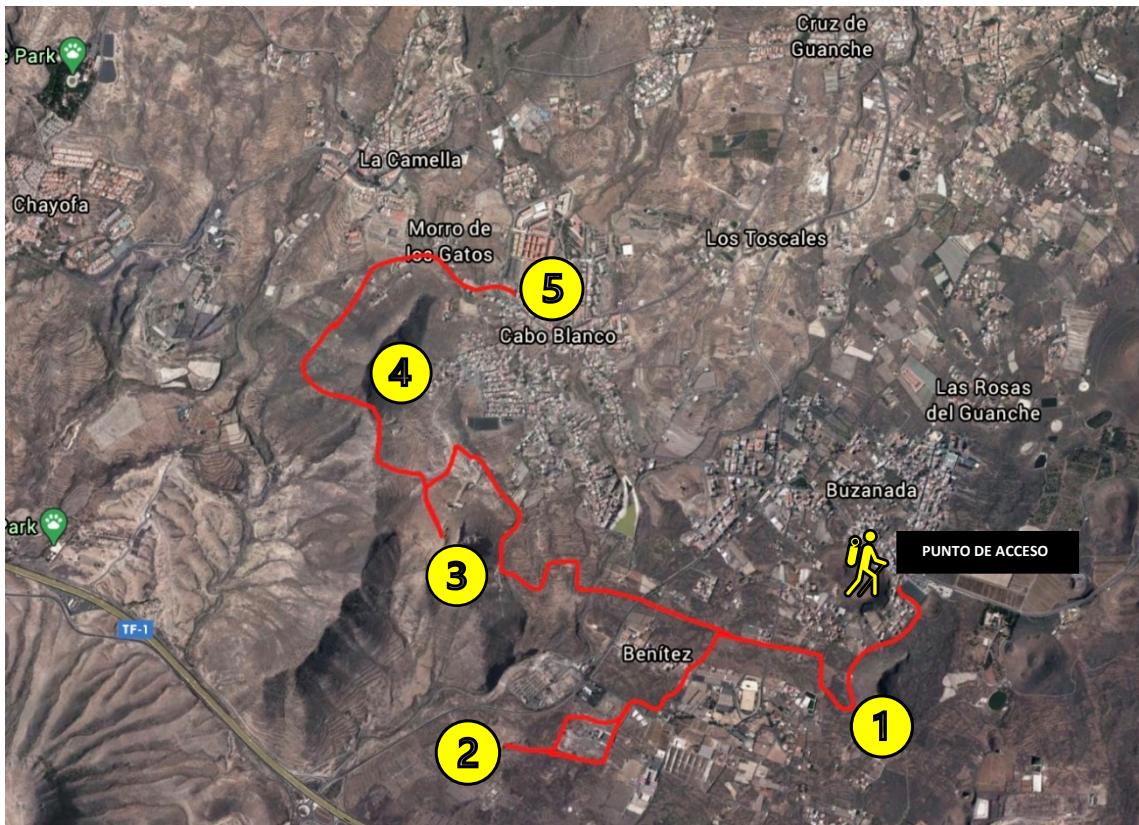 Cruz de
Guanche
e Park
La Camella
Chayofa
Morro de
los Gatos
Los Toscales
5
Cabo Blanco
4
Las Rosas
del Guanche
Buzanada
Park
PUNTO DE ACCESO
3
TF-1
Benítez
1
2